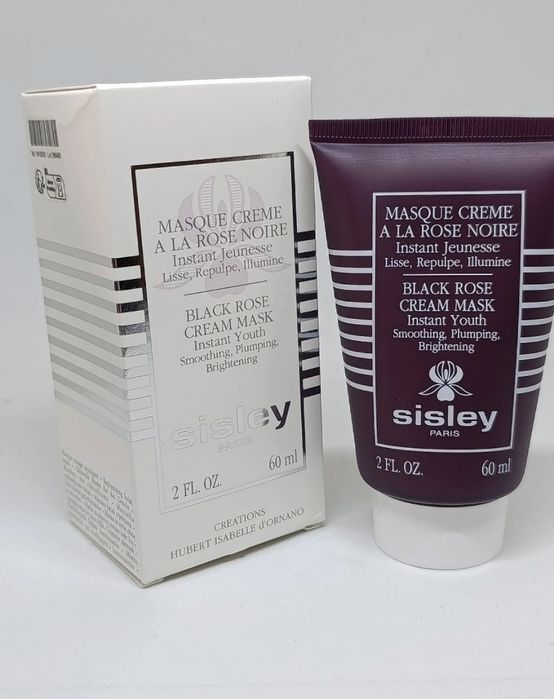 MASQUE CREME
A LA ROSE NOIRE
Instant Jeunesse
Lisse, Repulpe, Illumine
BLACK ROSE
CREAM MASK
Instant Youth
Smoothing, Plumping,
Brightening
sisley
PARIS
2 FL. OZ. 60 ml
CREATIONS
HUBERT ISABELLE d'ORNANO
MASQUE CREME
A LA ROSE NOIRE
Instant Jeunesse
Lisse, Repulpe, Illumine
BLACK ROSE
CREAM MASK
Instant Youth
Smoothing, Plumping,
Brightening
sisley
PARIS
2 FL. OZ. 60 ml